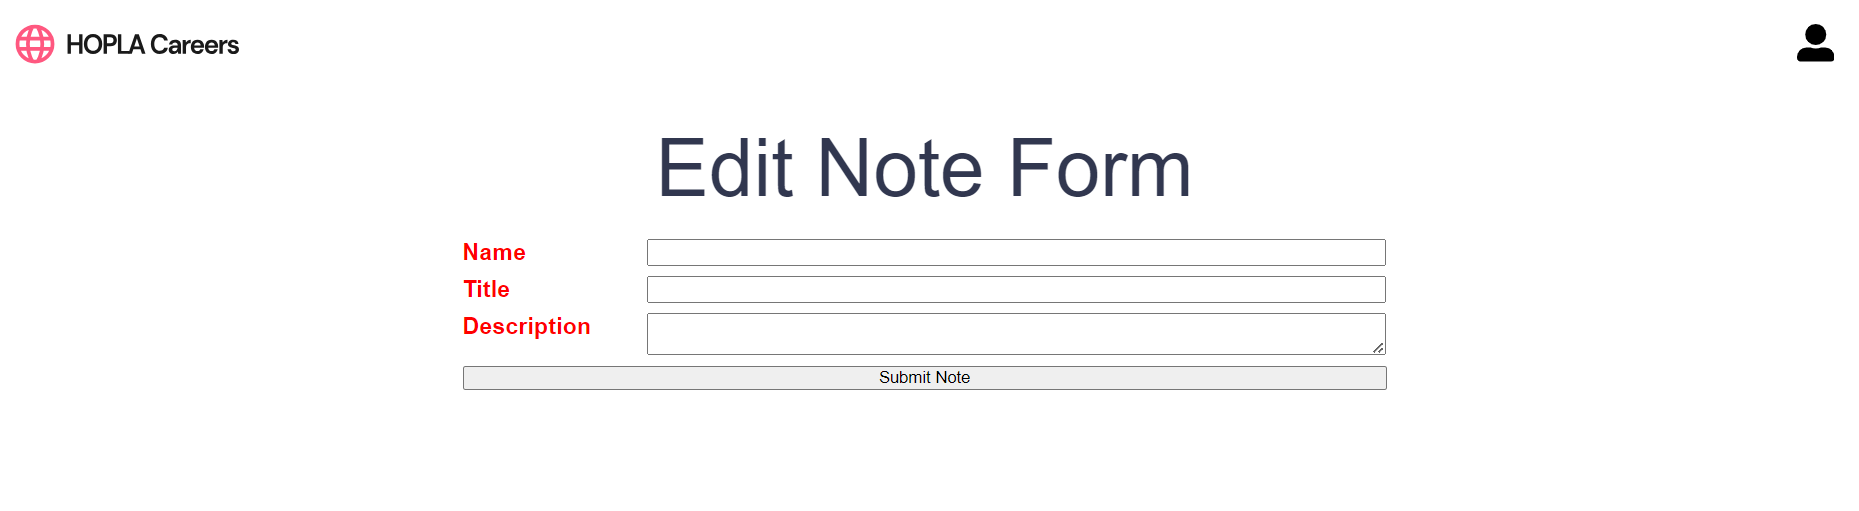 HOPLA Careers
Edit Note Form
Name
Title
Description
Submit Note